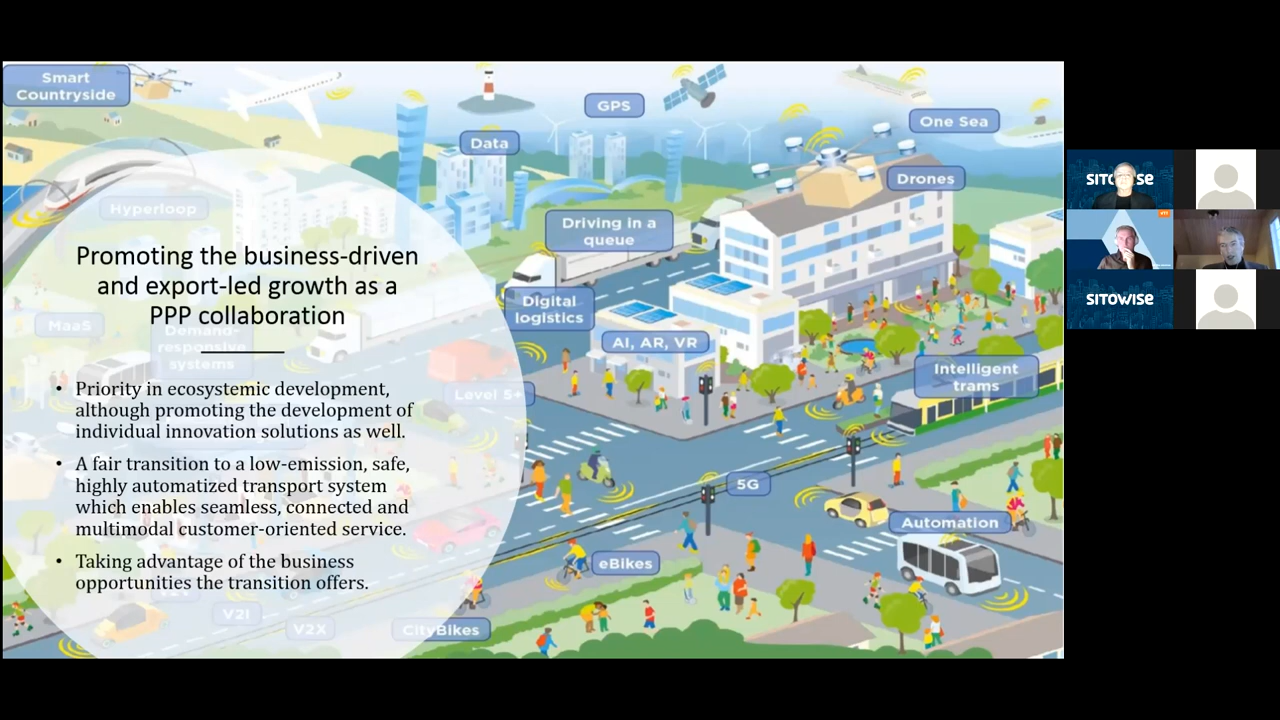 Smart
Countryside
GPS
One Sea
Data
Drones
Hyperloop
Driving in a
queue
Promoting the business-driven
and export-led growth as a
PPP collaboration
Digital
logistics
MaaS
Demand-
responsive
systems
AI, AR, VR
Intelligent
trams
Level 5+
• Priority in ecosystemic development,
although promoting the development of
individual innovation solutions as well.
• A fair transition to a low-emission, safe,
highly automatized transport system
which enables seamless, connected and
multimodal customer-oriented service.
• Taking advantage of the business
opportunities the transition offers.
5G
Automation
eBikes
V2V
V2I
V2X
CityBikes
SITOWISE